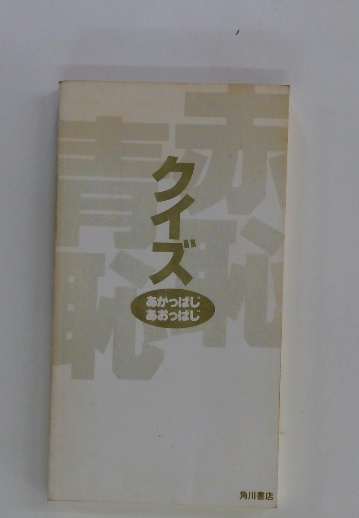 赤恥
青恥
クイズ
あかっぱじ
あおっぱじ
角川書店